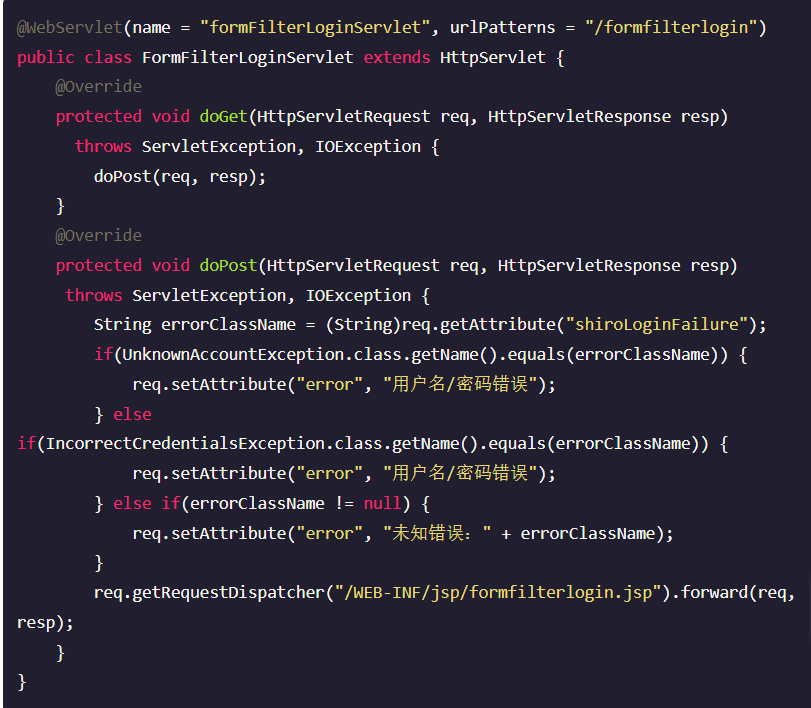 @WebServlet(name = "formFilterLoginServlet", urlPatterns = "/formfilterlogin")
public class FormFilterLoginServlet extends HttpServlet {
    @Override
    protected void doGet(HttpServletRequest req, HttpServletResponse resp)
      throws ServletException, IOException {
        doPost(req, resp);
    }
    @Override
    protected void doPost(HttpServletRequest req, HttpServletResponse resp)
     throws ServletException, IOException {
        String errorClassName = (String)req.getAttribute("shiroLoginFailure");
        if(UnknownAccountException.class.getName().equals(errorClassName)) {
            req.setAttribute("error", "用户名/密码错误");
        } else
if(IncorrectCredentialsException.class.getName().equals(errorClassName)) {
            req.setAttribute("error", "用户名/密码错误");
        } else if(errorClassName != null) {
            req.setAttribute("error", "未知错误：" + errorClassName);
        }
        req.getRequestDispatcher("/WEB-INF/jsp/formfilterlogin.jsp").forward(req,
resp);
    }
}